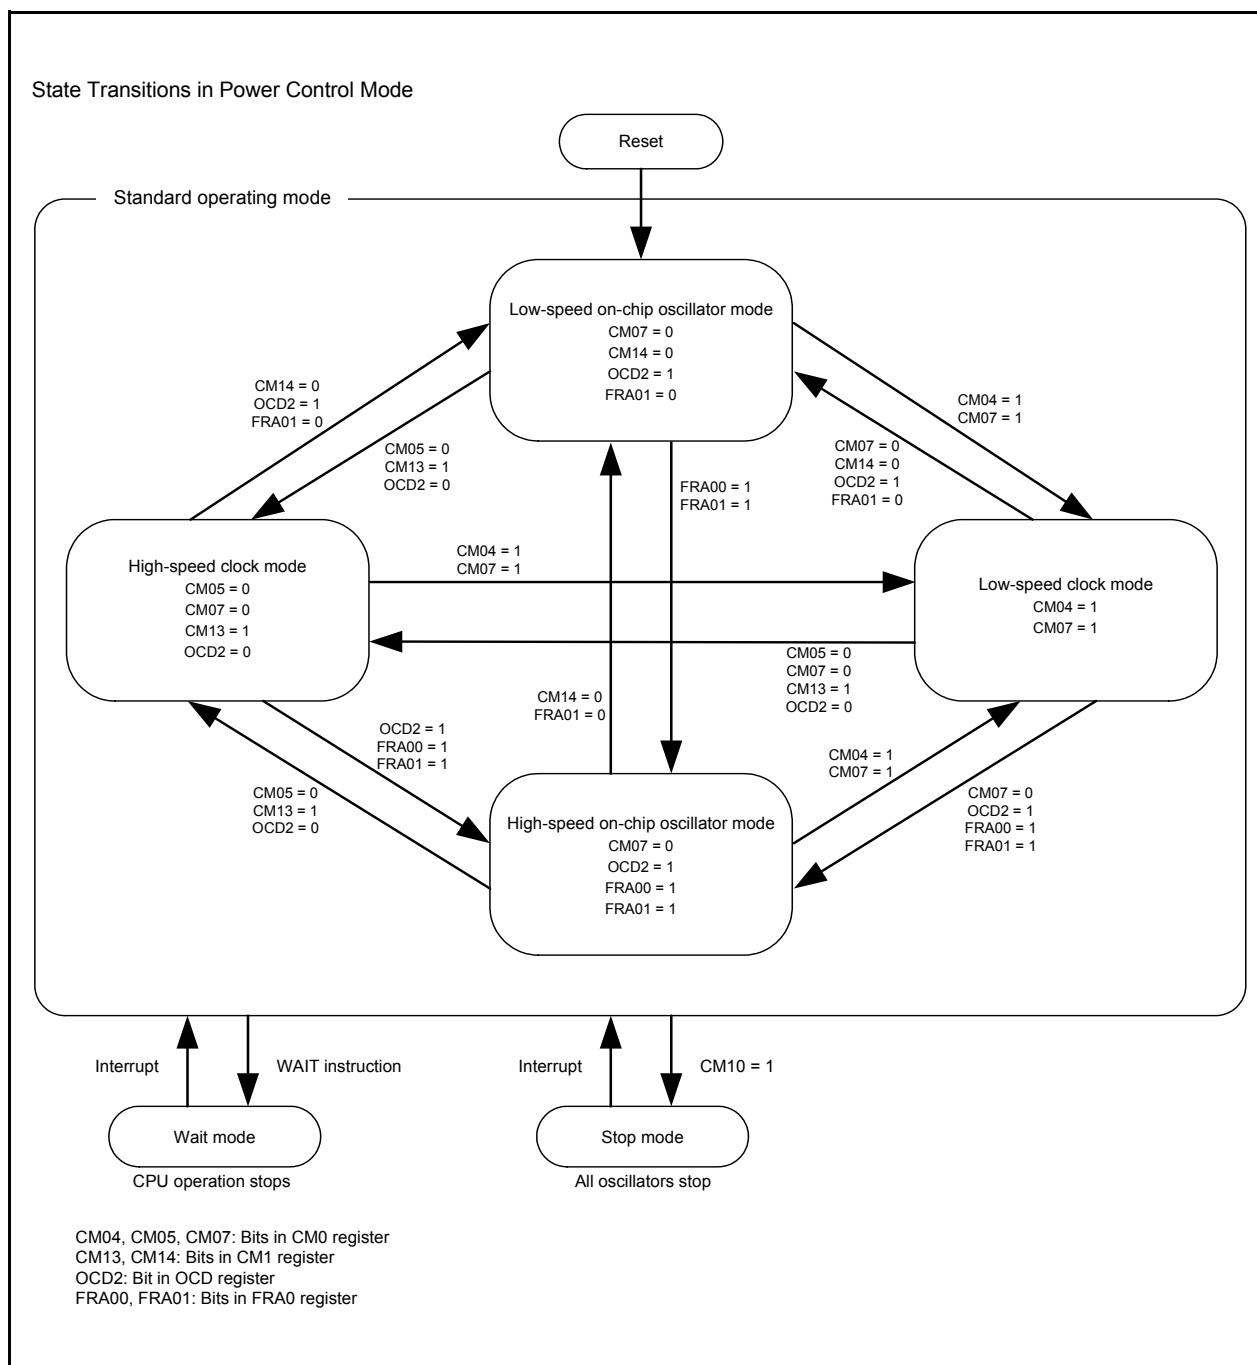 State Transitions in Power Control Mode
Reset
Standard operating mode
Low-speed on-chip oscillator mode
CM07 = 0
CM14 = 0
OCD2 = 1
FRA01 = 0
CM14 = 0
OCD2 = 1
FRA01 = 0
CM05 = 0
CM13 = 1
OCD2 = 0
CM04 = 1
CM07 = 1
CM07 = 0
CM14 = 0
OCD2 = 1
FRA01 = 0
FRA00 = 1
FRA01 = 1
High-speed clock mode
CM05 = 0
CM07 = 0
CM13 = 1
OCD2 = 0
CM04 = 1
CM07 = 1
Low-speed clock mode
CM04 = 1
CM07 = 1
CM05 = 0
CM07 = 0
CM13 = 1
OCD2 = 0
CM14 = 0
FRA01 = 0
OCD2 = 1
FRA00 = 1
FRA01 = 1
CM04 = 1
CM07 = 1
CM05 = 0
CM13 = 1
OCD2 = 0
CM07 = 0
OCD2 = 1
FRA00 = 1
FRA01 = 1
High-speed on-chip oscillator mode
CM07 = 0
OCD2 = 1
FRA00 = 1
FRA01 = 1
Interrupt
WAIT instruction
Interrupt
CM10 = 1
Wait mode
Stop mode
CPU operation stops
All oscillators stop
CM04, CM05, CM07: Bits in CM0 register
CM13, CM14: Bits in CM1 register
OCD2: Bit in OCD register
FRA00, FRA01: Bits in FRA0 register